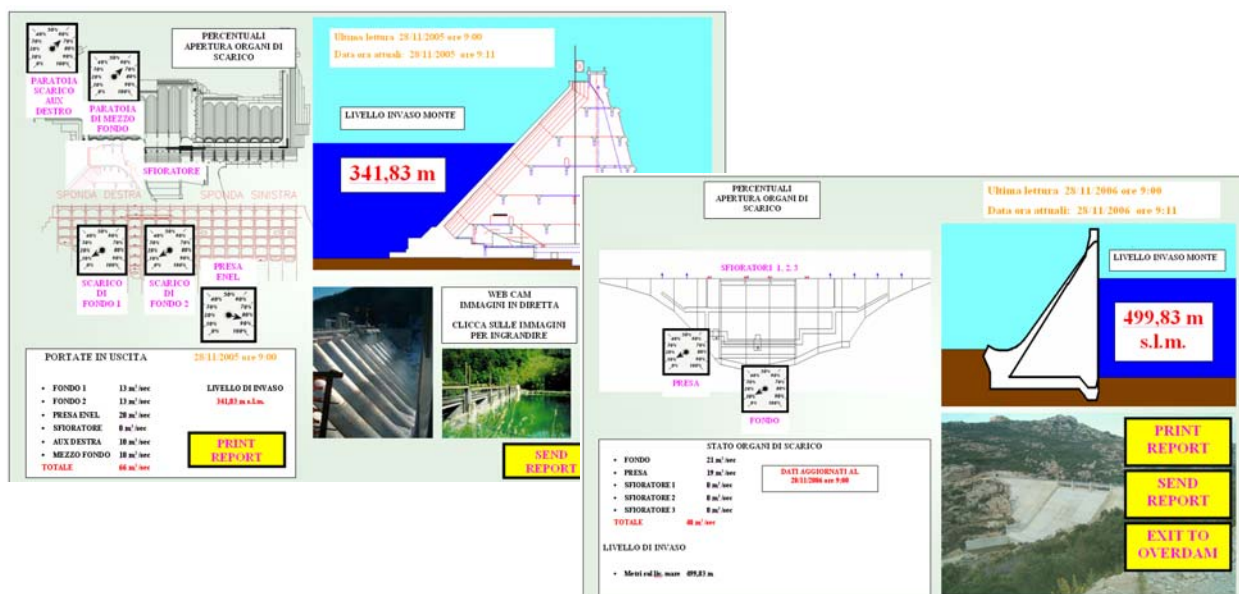 PERCENTUALI
APERTURA ORGANI DI
SCARICO
PARATOIA
SCARICO
AUX
DESTRO
PARATOIA
DI MEZZO
FONDO
SFIORATORE
SPONDA DESTRA
SPONDA SINISTRA
SCARICO
DI
FONDO 1
SCARICO
DI
FONDO 2
PRESA
ENEL
Ultima lettura 28/11/2005 ore 9:00
Data ora attuali: 28/11/2005 ore 9:11
LIVELLO INVASO MONTE
341,83 m
WEB CAM
IMMAGINI IN DIRETTA
CLICCA SULLE IMMAGINI
PER INGRANDIRE
PORTATE IN USCITA
28/11/2005 ore 9:00
• FONDO 1 13 m³/sec
• FONDO 2 13 m³/sec
• PRESA ENEL 20 m³/sec
• SFIORATORE 0 m³/sec
• AUX DESTRA 10 m³/sec
• MEZZO FONDO 10 m³/sec
TOTALE 66 m³/sec
LIVELLO DI INVASO
341,83 m s.l.m.
PRINT
REPORT
SEND
REPORT
PERCENTUALI
APERTURA ORGANI DI
SCARICO
SFIORATORI 1, 2, 3
PRESA
FONDO
Ultima lettura 28/11/2006 ore 9:00
Data ora attuali: 28/11/2006 ore 9:11
LIVELLO INVASO MONTE
499,83 m
s.l.m.
STATO ORGANI DI SCARICO
• FONDO 21 m³/sec
• PRESA 19 m³/sec
• SFIORATORE 1 0 m³/sec
• SFIORATORE 2 0 m³/sec
• SFIORATORE 3 0 m³/sec
TOTALE 40 m³/sec
DATI AGGIORNATI AL
28/11/2006 ore 9:00
LIVELLO DI INVASO
• Metri sul liv. mare 499,83 m
PRINT
REPORT
SEND
REPORT
EXIT TO
OVERDAM